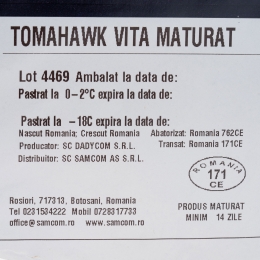 TOMAHAWK VITA MATURAT
Lot 4469 Ambalat la data de:
Pastrat la 0-2°C expira la data de:
Pastrat la -18C expira la data de:
Nascut Romania; Crescut Romania Abatorizat: Romania 762CE
Producator: SC DADYCOM S.R.L. Transat: Romania 171CE
Distribuitor: SC SAMCOM AS S.R.L.
ROMANIA
171
CE
Rosiori, 717313, Botosani, Romania
Tel 0231534222 Mobil 0728317733
office@samcom.ro www.samcom.ro
PRODUS MATURAT
MINIM 14 ZILE